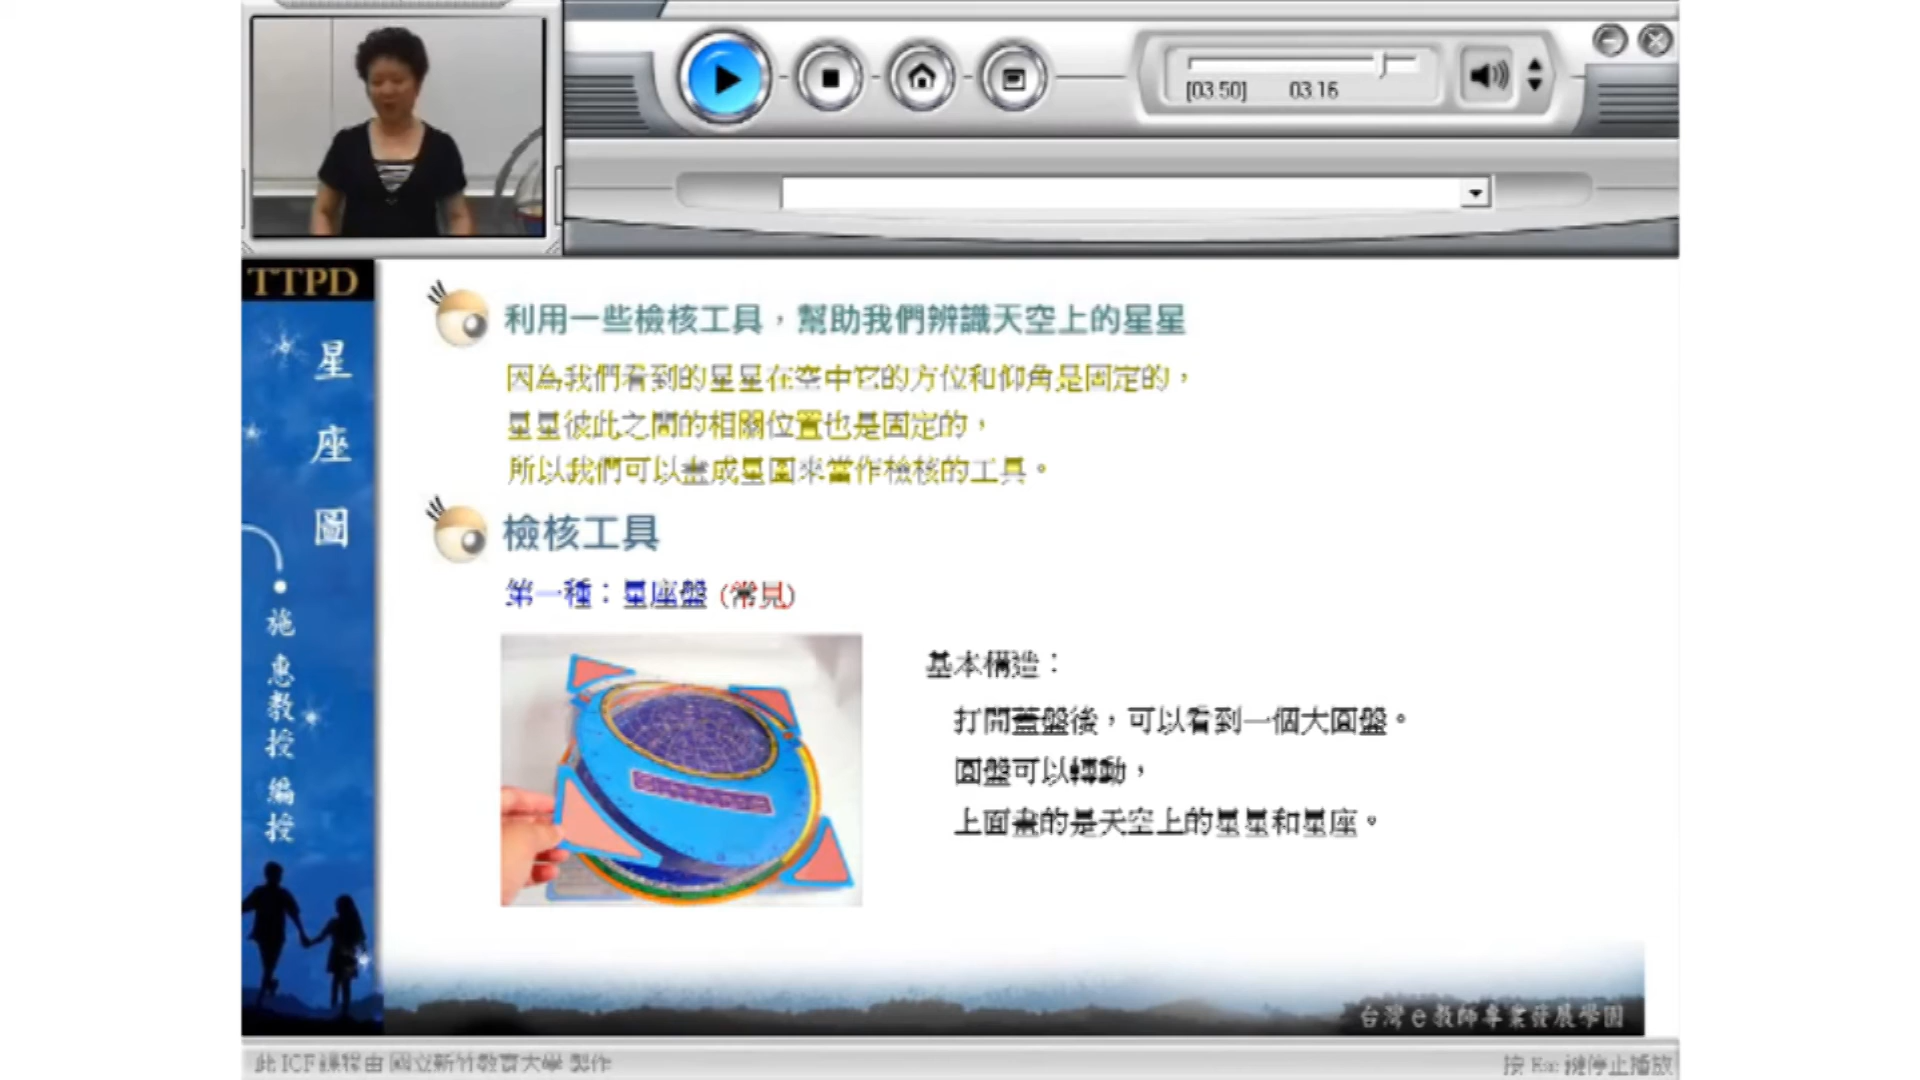 [03:50] 03:16
TTPD
星座圖
施惠教授編授
利用一些檢核工具，幫助我們辨識天空上的星星
因為我們看到的星星在空中它的方位和仰角是固定的，
星星彼此之間的相關位置也是固定的，
所以我們可以畫成星圖來當作檢核的工具。
檢核工具
第一種：星座盤 (常見)
基本構造：
打開蓋盤後，可以看到一個大圓盤。
圓盤可以轉動，
上面畫的是天空上的星星和星座。
台灣e教師專業發展學園
此 ICF 課程由 國立新竹教育大學 製作
按 Esc 鍵停止播放